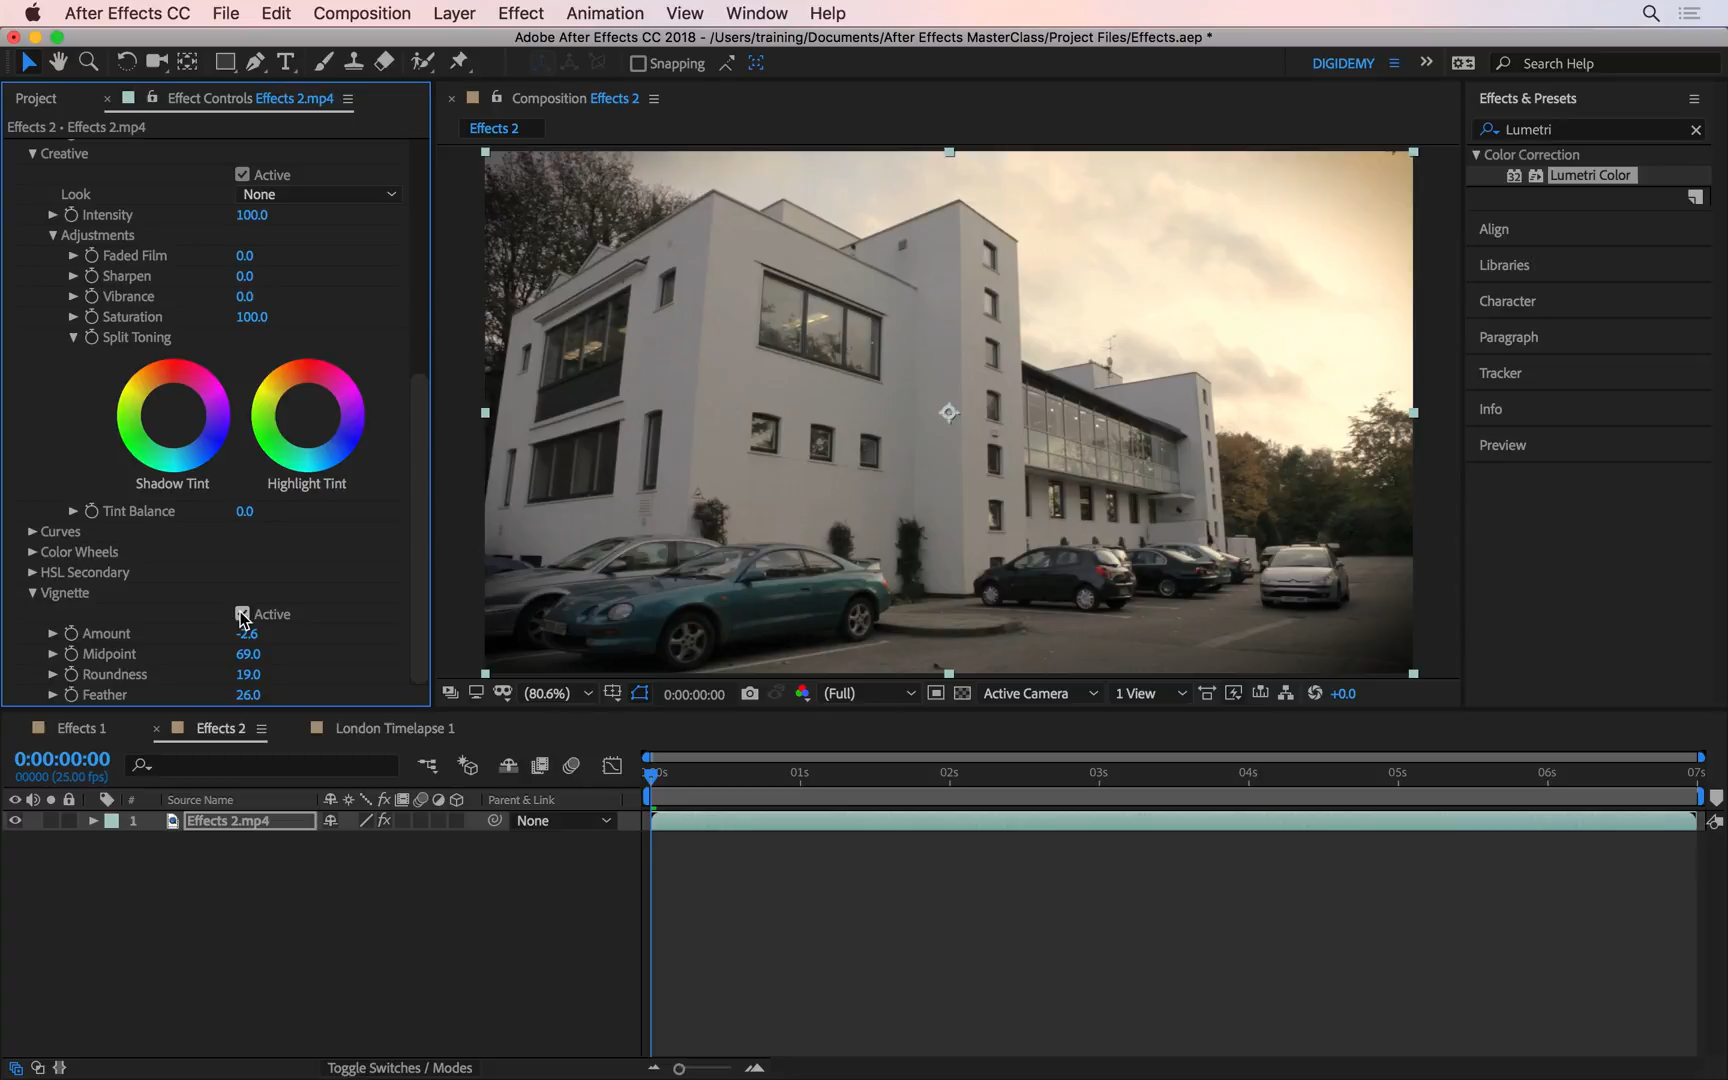 After Effects CC File Edit Composition Layer Effect Animation View Window Help
Adobe After Effects CC 2018 - /Users/training/Documents/After Effects MasterClass/Project Files/Effects.aep *
Snapping
DIGIDEMY
Search Help
Project
Effect Controls Effects 2.mp4
Composition Effects 2
Effects & Presets
Effects 2 • Effects 2.mp4
Effects 2
Lumetri
Creative
Color Correction
Active
32 Lumetri Color
Look None
Intensity 100.0
Adjustments
Align
Faded Film 0.0
Libraries
Sharpen 0.0
Vibrance 0.0
Character
Saturation 100.0
Split Toning
Paragraph
Tracker
Info
Preview
Shadow Tint Highlight Tint
Tint Balance 0.0
Curves
Color Wheels
HSL Secondary
Vignette
Active
Amount -2.6
Midpoint 69.0
Roundness 19.0
Feather 26.0
(80.6%) 0:00:00:00 (Full) Active Camera 1 View +0.0
Effects 1 Effects 2 London Timelapse 1
0:00:00:00
00000 (25.00 fps)
01s 02s 03s 04s 05s 06s 07s
# Source Name fx Parent & Link
1 Effects 2.mp4 fx None
Toggle Switches / Modes